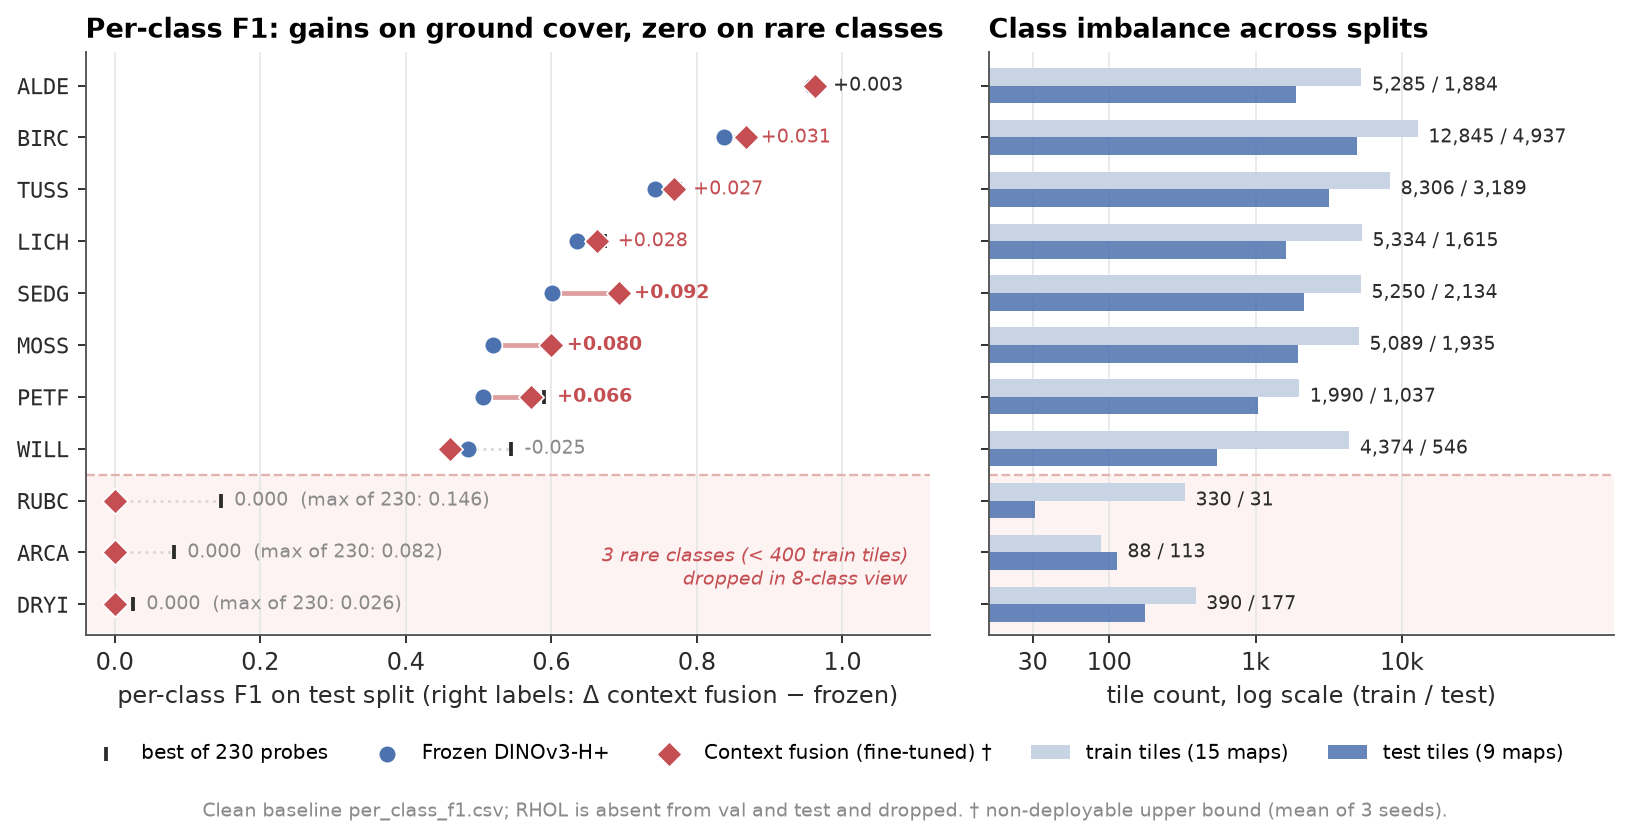 Per-class F1: gains on ground cover, zero on rare classes
ALDE
+0.003
BIRC
+0.031
TUSS
+0.027
LICH
+0.028
SEDG
+0.092
MOSS
+0.080
PETF
+0.066
WILL
-0.025
RUBC
0.000 (max of 230: 0.146)
ARCA
0.000 (max of 230: 0.082)
DRYI
0.000 (max of 230: 0.026)
3 rare classes (< 400 train tiles)
dropped in 8-class view
0.0 0.2 0.4 0.6 0.8 1.0
per-class F1 on test split (right labels: Δ context fusion − frozen)
Class imbalance across splits
5,285 / 1,884
12,845 / 4,937
8,306 / 3,189
5,334 / 1,615
5,250 / 2,134
5,089 / 1,935
1,990 / 1,037
4,374 / 546
330 / 31
88 / 113
390 / 177
30 100 1k 10k
tile count, log scale (train / test)
best of 230 probes
Frozen DINOv3-H+
Context fusion (fine-tuned) †
train tiles (15 maps)
test tiles (9 maps)
Clean baseline per_class_f1.csv; RHOL is absent from val and test and dropped. † non-deployable upper bound (mean of 3 seeds).